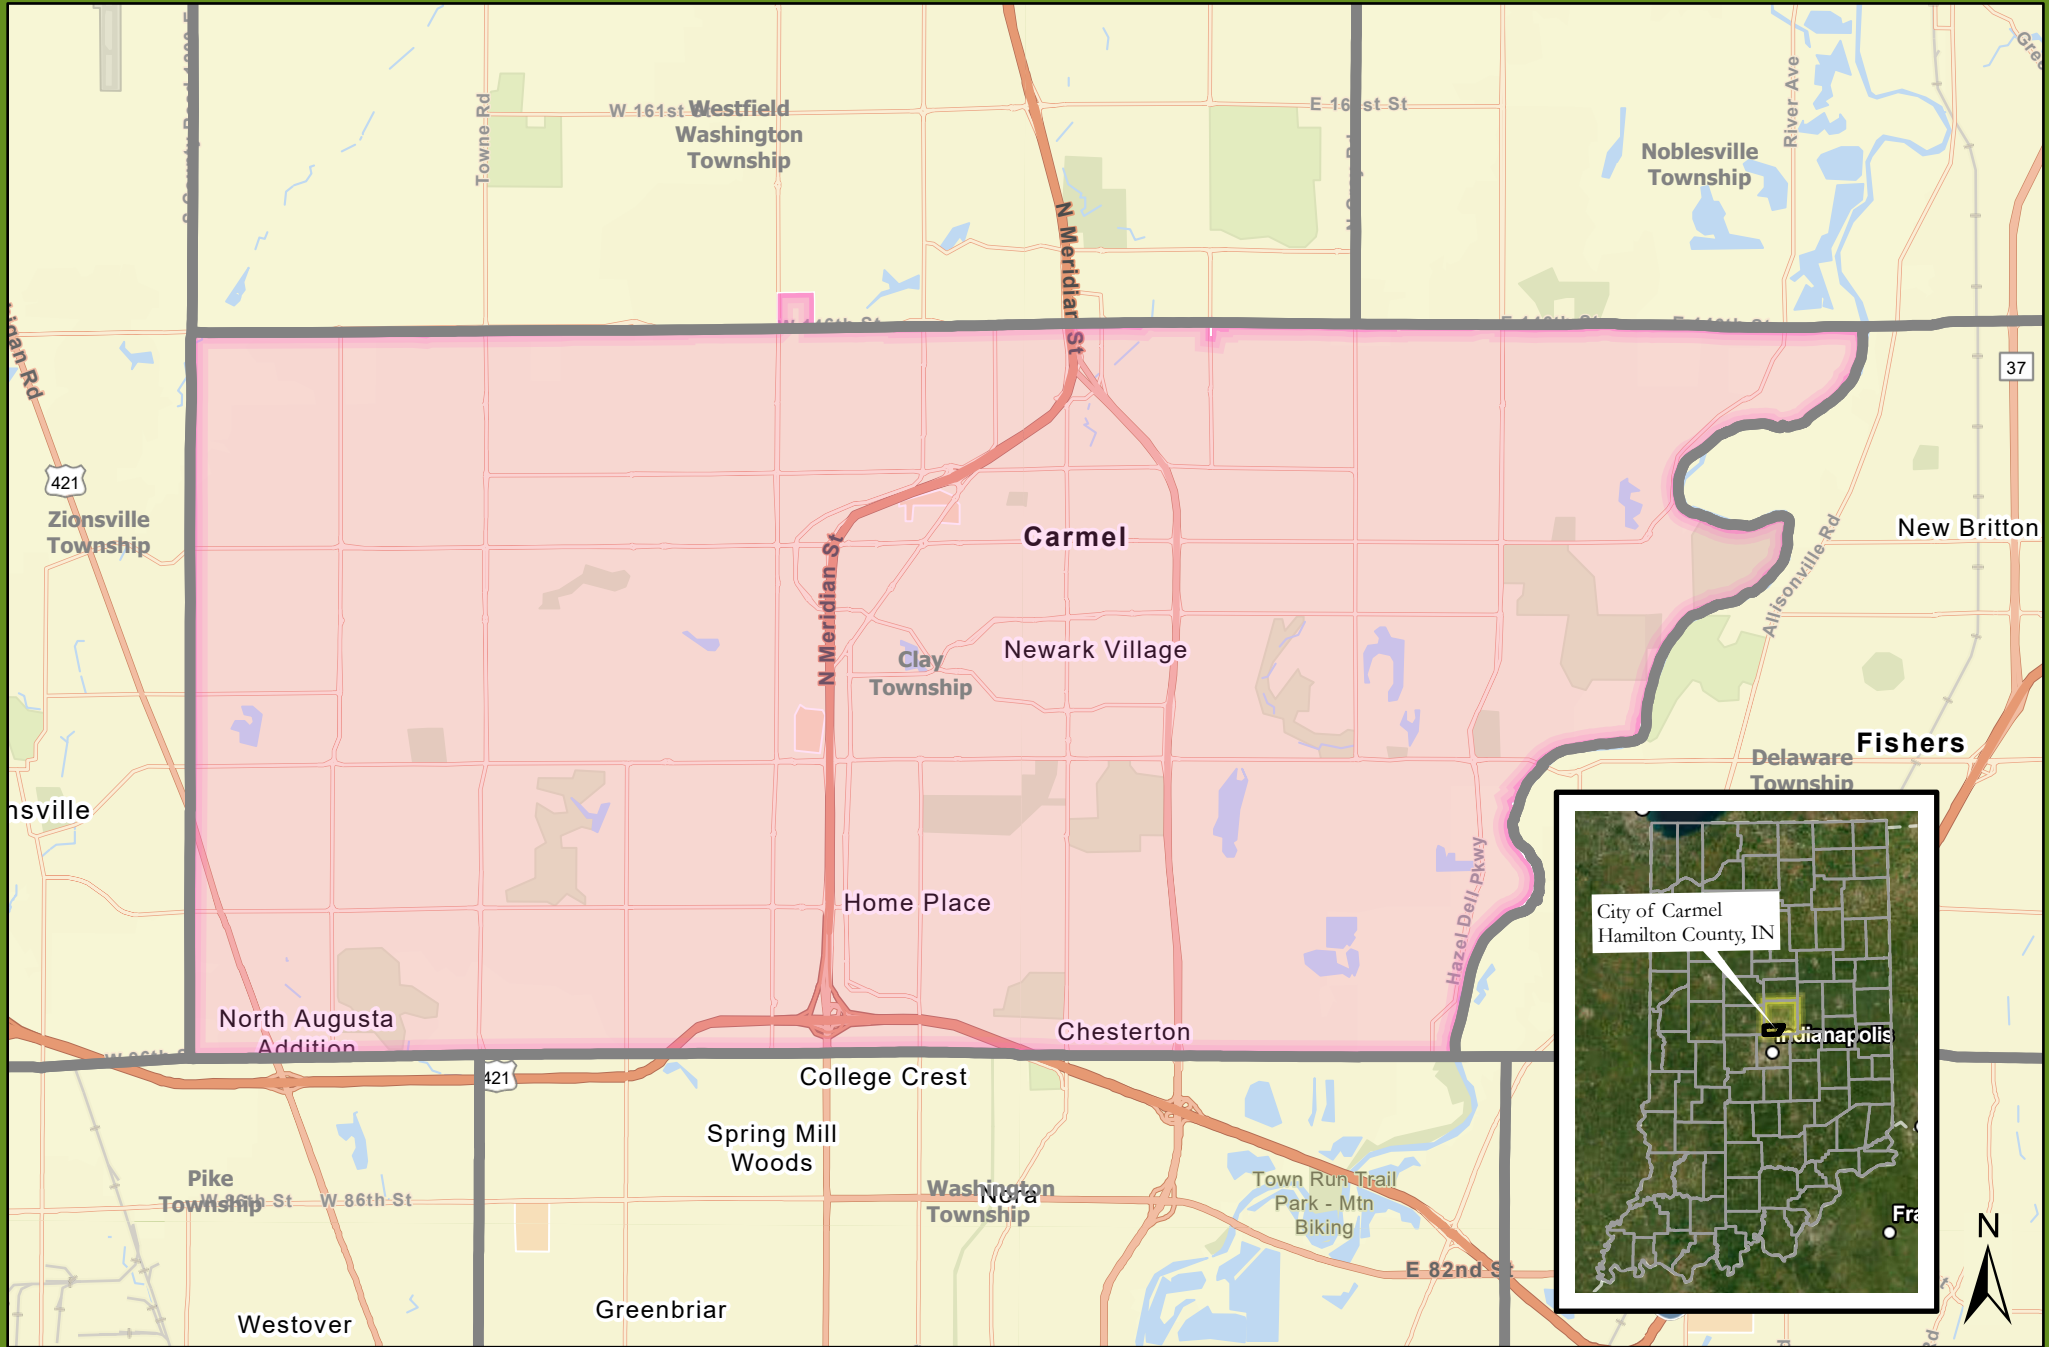 W 161st St
Westfield
Washington
Township
Towne Rd
E 161st St
River Ave
Noblesville
Township
N Meridian St
37
421
Zionsville
Township
Carmel
New Britton
Allisonville Rd
N Meridian St
Newark Village
Clay
Township
Fishers
Delaware
Township
nsville
Home Place
Hazel Dell Pkwy
City of Carmel
Hamilton County, IN
Indianapolis
North Augusta
Addition
Chesterton
421
College Crest
Spring Mill
Woods
Pike
Township
W 86th St
W 86th St
Washington
Township
Nora
Town Run Trail
Park - Mtn
Biking
Fra
N
E 82nd St
Greenbriar
Westover